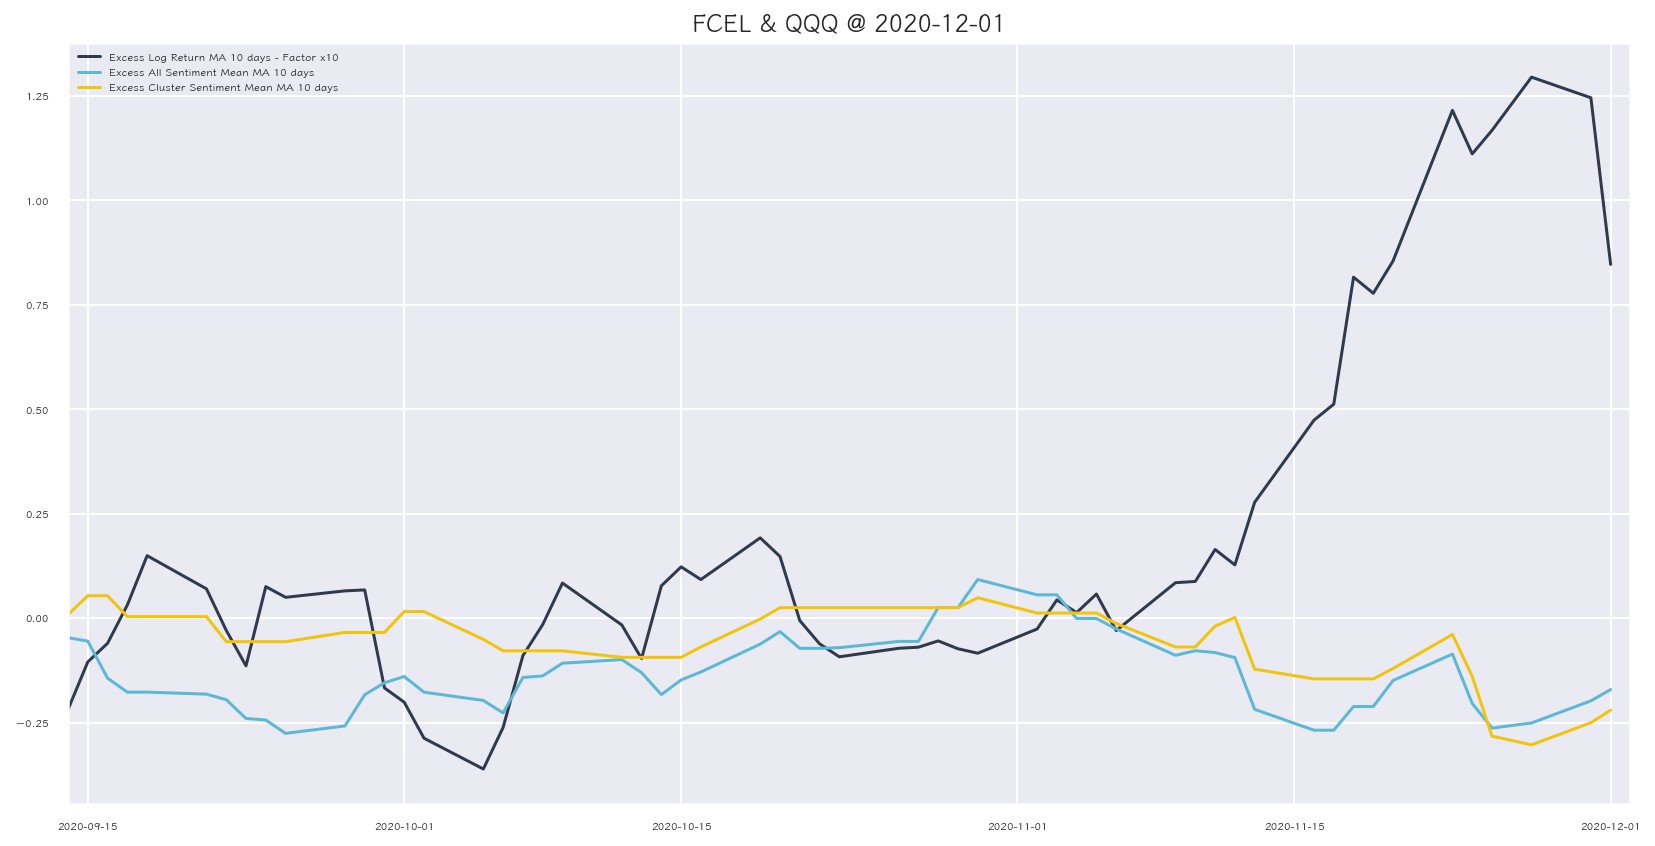 FCEL & QQQ @ 2020-12-01
Excess Log Return MA 10 days - Factor x10
Excess All Sentiment Mean MA 10 days
Excess Cluster Sentiment Mean MA 10 days
1.25
1.00
0.75
0.50
0.25
0.00
−0.25
2020-09-15 2020-10-01 2020-10-15 2020-11-01 2020-11-15 2020-12-01